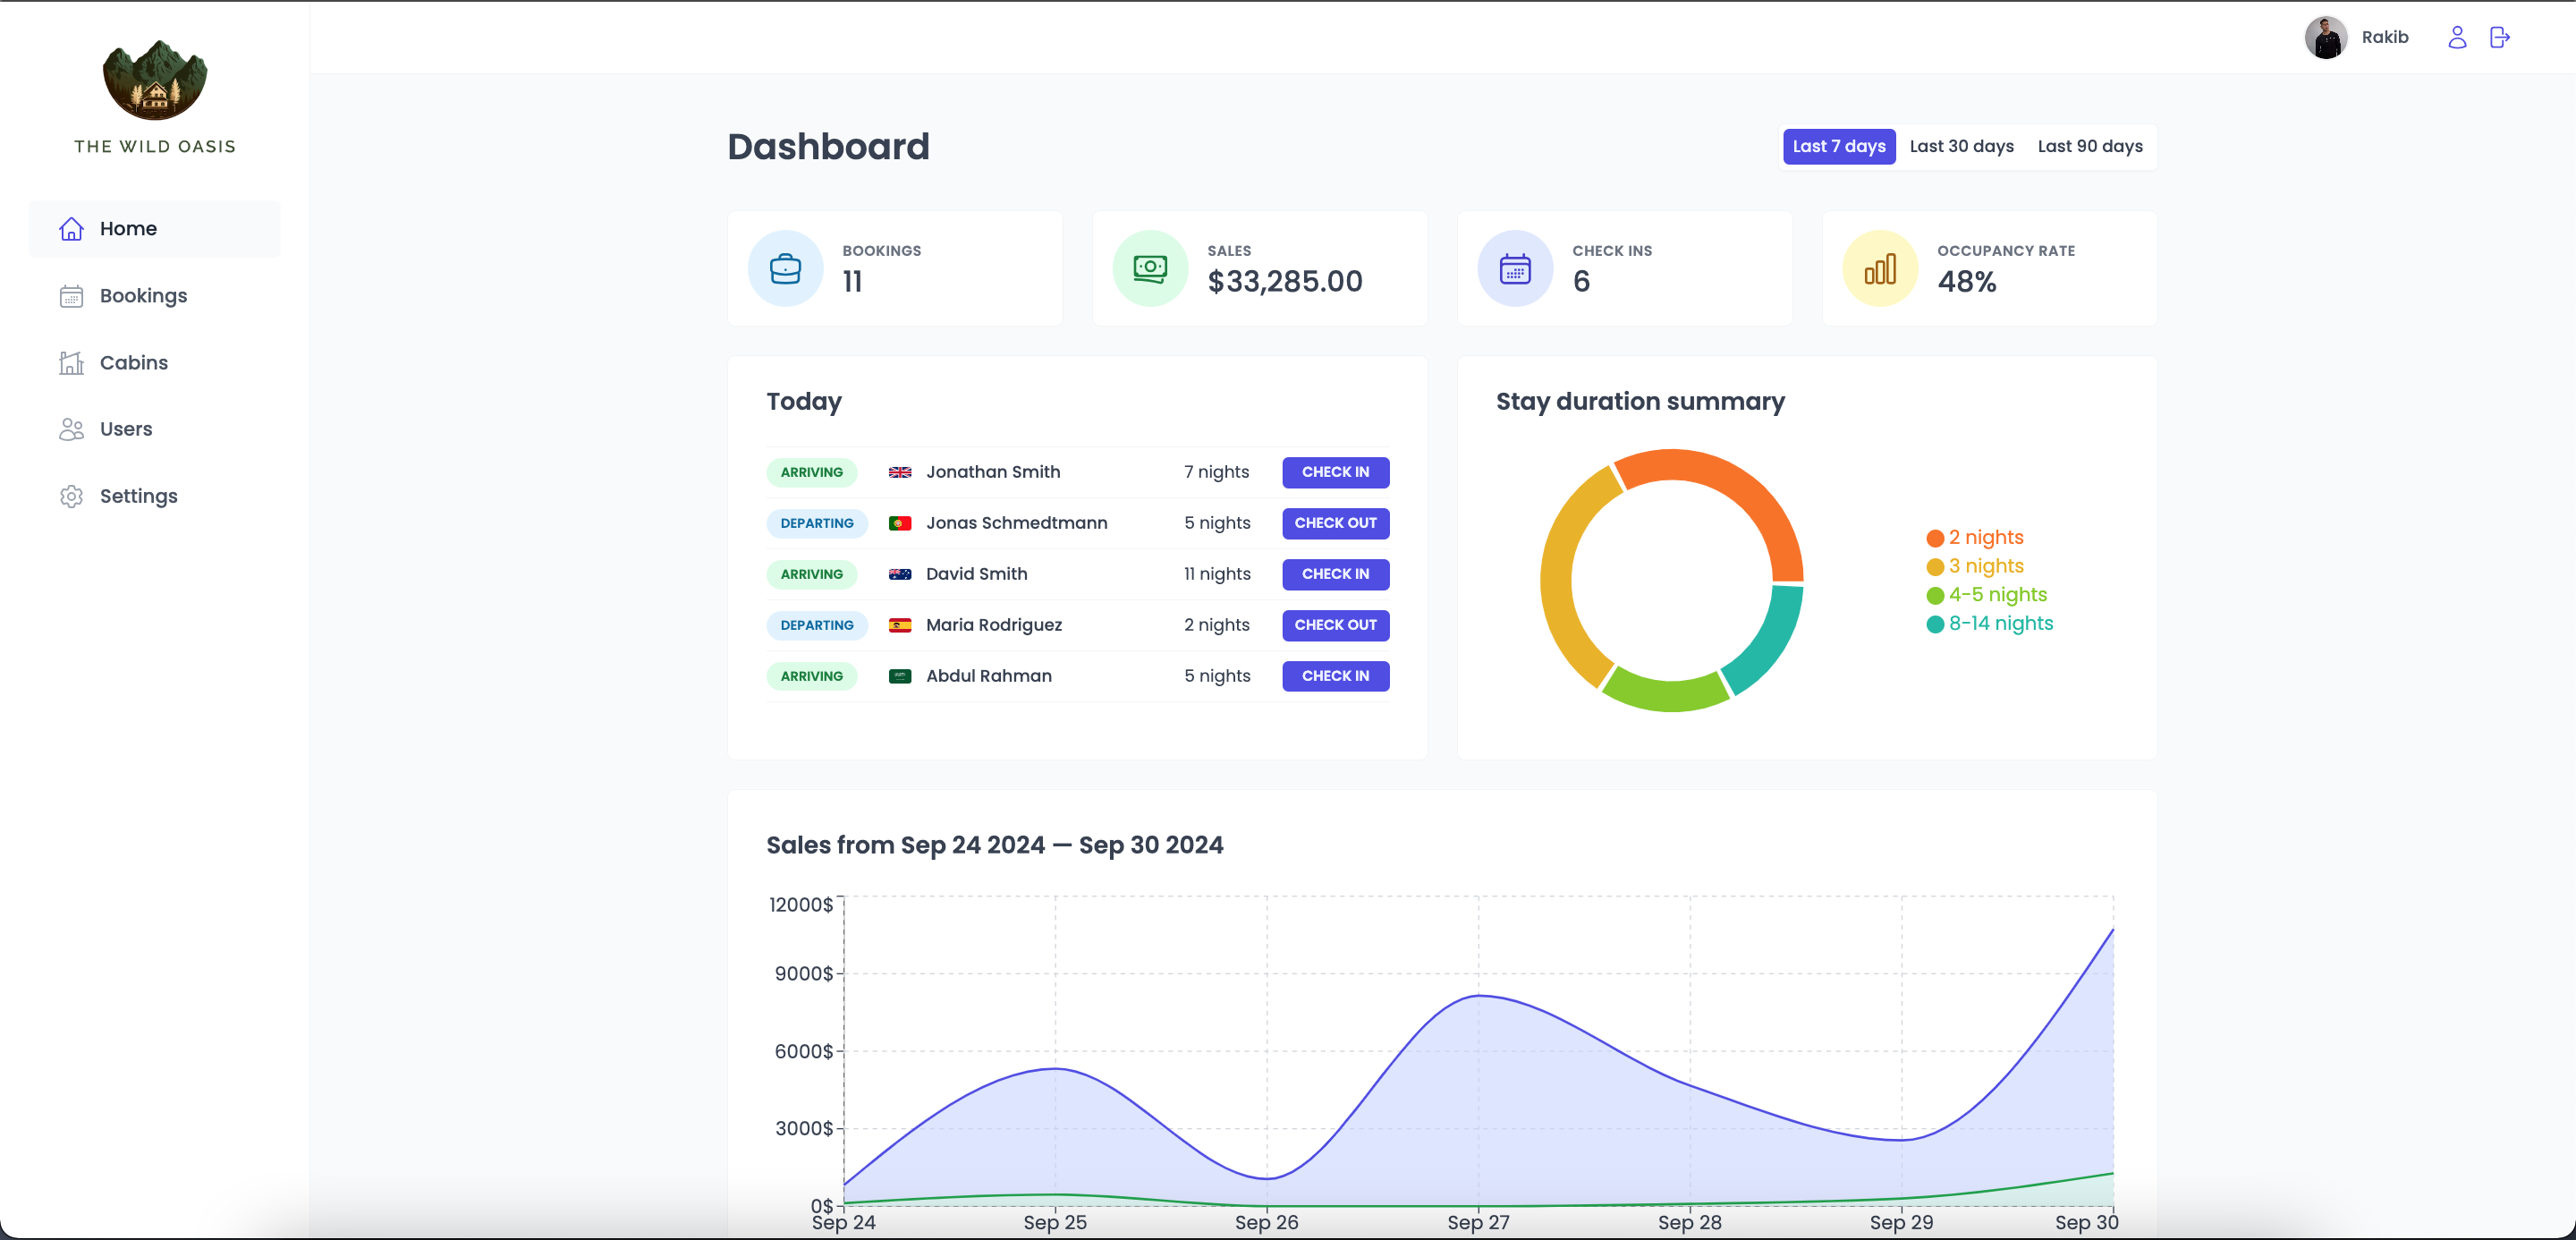 THE WILD OASIS
Home
Bookings
Cabins
Users
Settings
Rakib
Dashboard
Last 7 days Last 30 days Last 90 days
BOOKINGS
11
SALES
$33,285.00
CHECK INS
6
OCCUPANCY RATE
48%
Today
ARRIVING Jonathan Smith 7 nights CHECK IN
DEPARTING Jonas Schmedtmann 5 nights CHECK OUT
ARRIVING David Smith 11 nights CHECK IN
DEPARTING Maria Rodriguez 2 nights CHECK OUT
ARRIVING Abdul Rahman 5 nights CHECK IN
Stay duration summary
2 nights
3 nights
4-5 nights
8-14 nights
Sales from Sep 24 2024 — Sep 30 2024
12000$
9000$
6000$
3000$
0$
Sep 24 Sep 25 Sep 26 Sep 27 Sep 28 Sep 29 Sep 30